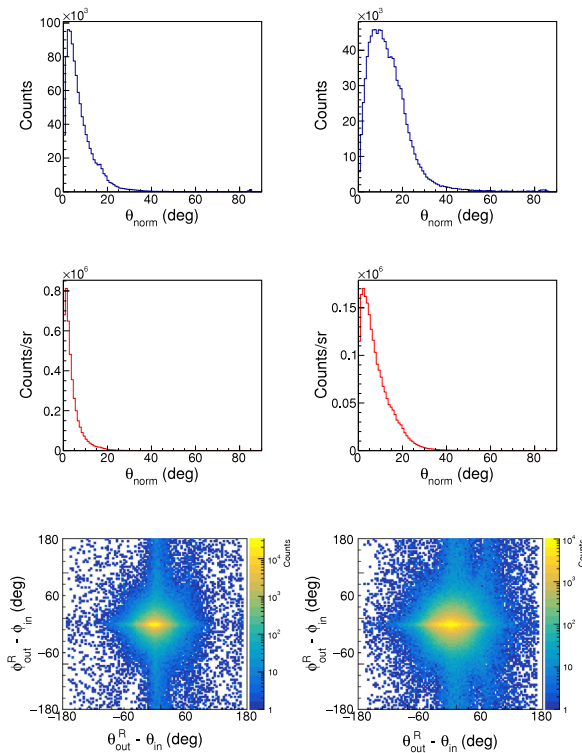 ×10³ ×10³
100
80
60
40
20
0
Counts
0 20 40 60 80
θnorm (deg)
40
20
0
Counts
0 20 40 60 80
θnorm (deg)
×10⁶ ×10⁶
0.8
0.6
0.4
0.2
0
Counts/sr
0 20 40 60 80
θnorm (deg)
0.15
0.1
0.05
0
Counts/sr
0 20 40 60 80
θnorm (deg)
180
60
−60
−180
ϕᴿout - ϕin (deg)
−180 −60 60 180
θᴿout - θin (deg)
Counts
10⁴
10³
10²
10
1
180
60
−60
−180
ϕᴿout - ϕin (deg)
−180 −60 60 180
θᴿout - θin (deg)
Counts
10⁴
10³
10²
10
1